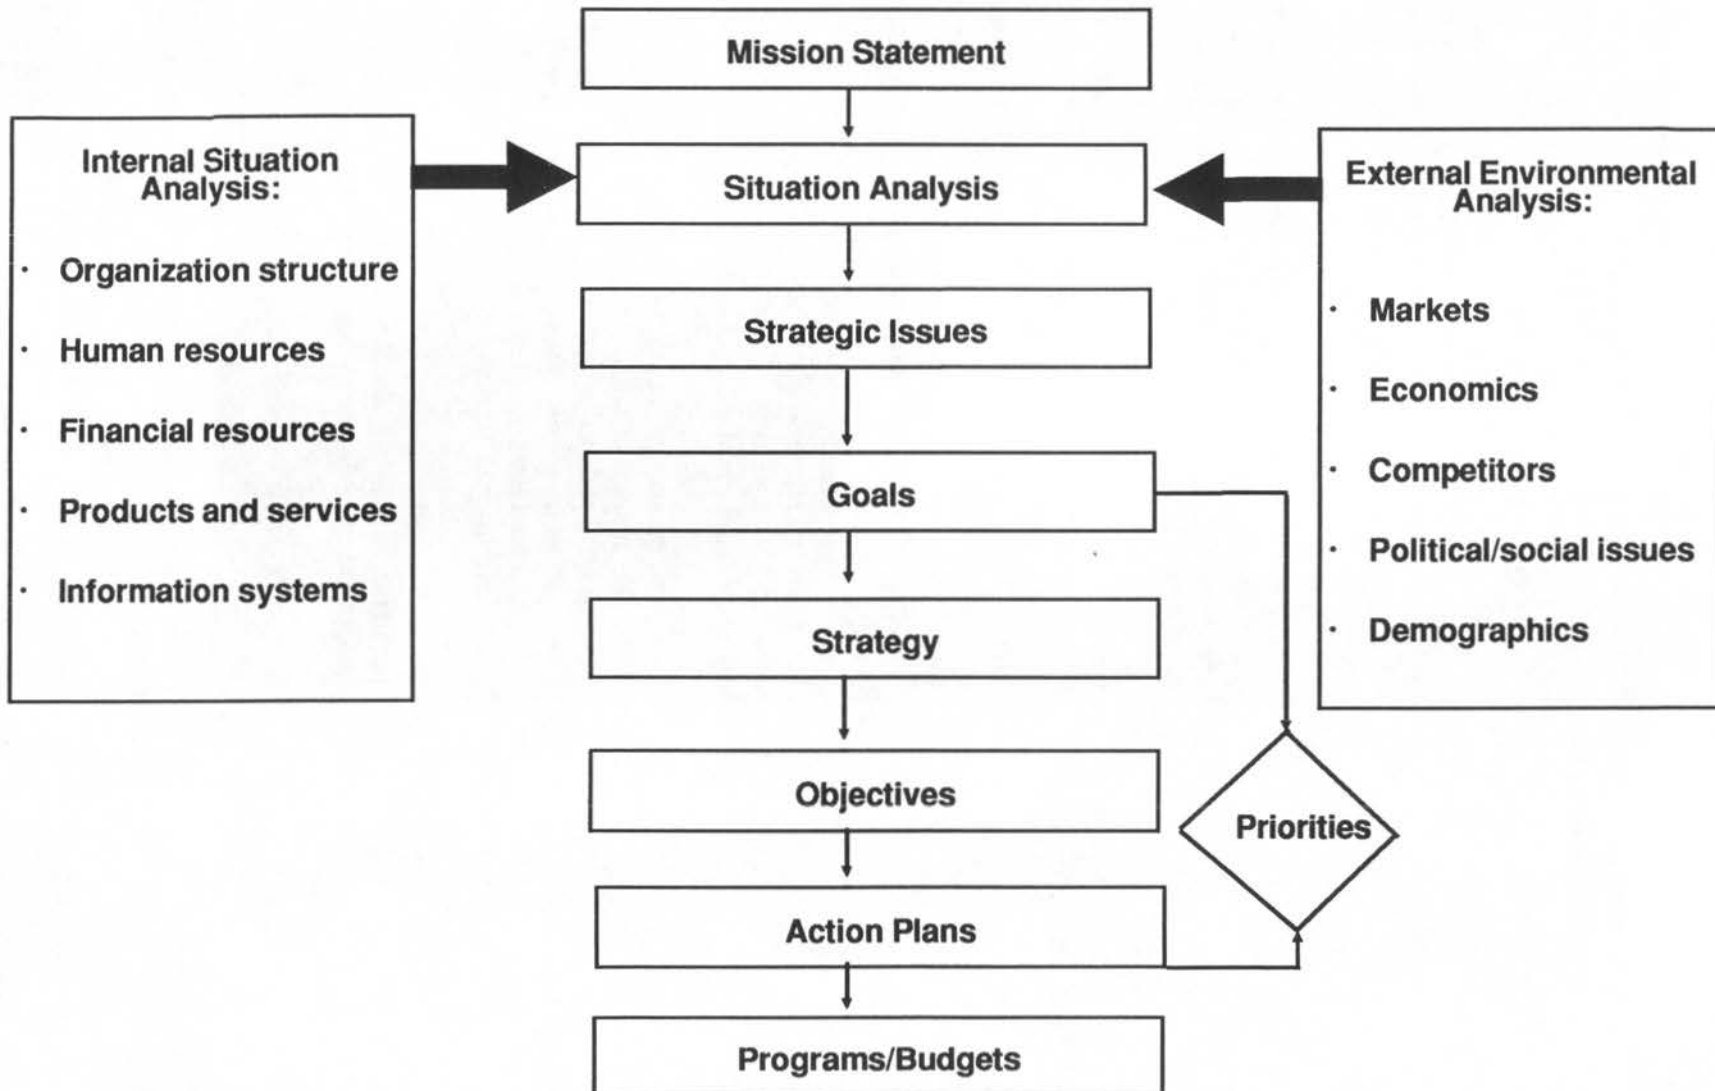 Mission Statement
Internal Situation
Analysis:
· Organization structure
· Human resources
· Financial resources
· Products and services
· Information systems
Situation Analysis
External Environmental
Analysis:
· Markets
· Economics
· Competitors
· Political/social issues
· Demographics
Strategic Issues
Goals
Strategy
Objectives
Priorities
Action Plans
Programs/Budgets